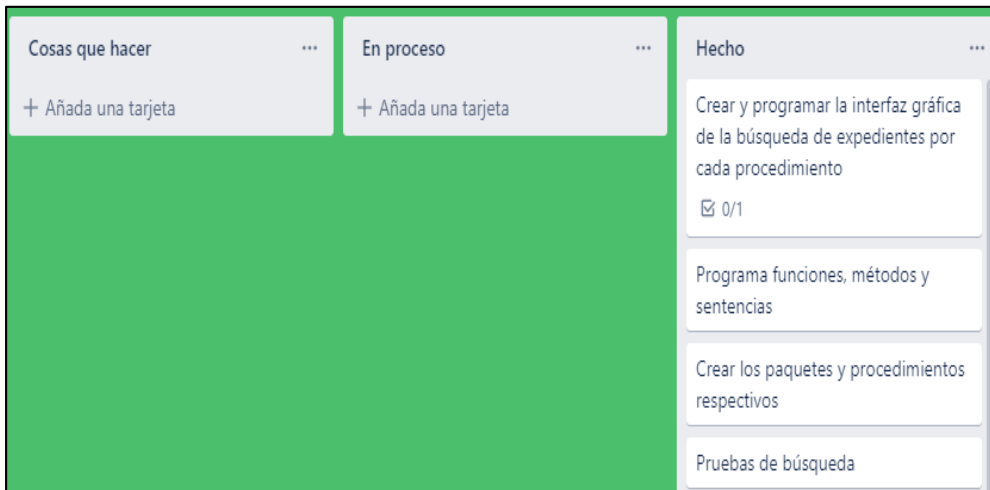 Cosas que hacer ...
+ Añada una tarjeta
En proceso ...
+ Añada una tarjeta
Hecho ...
Crear y programar la interfaz gráfica
de la búsqueda de expedientes por
cada procedimiento
0/1
Programa funciones, métodos y
sentencias
Crear los paquetes y procedimientos
respectivos
Pruebas de búsqueda